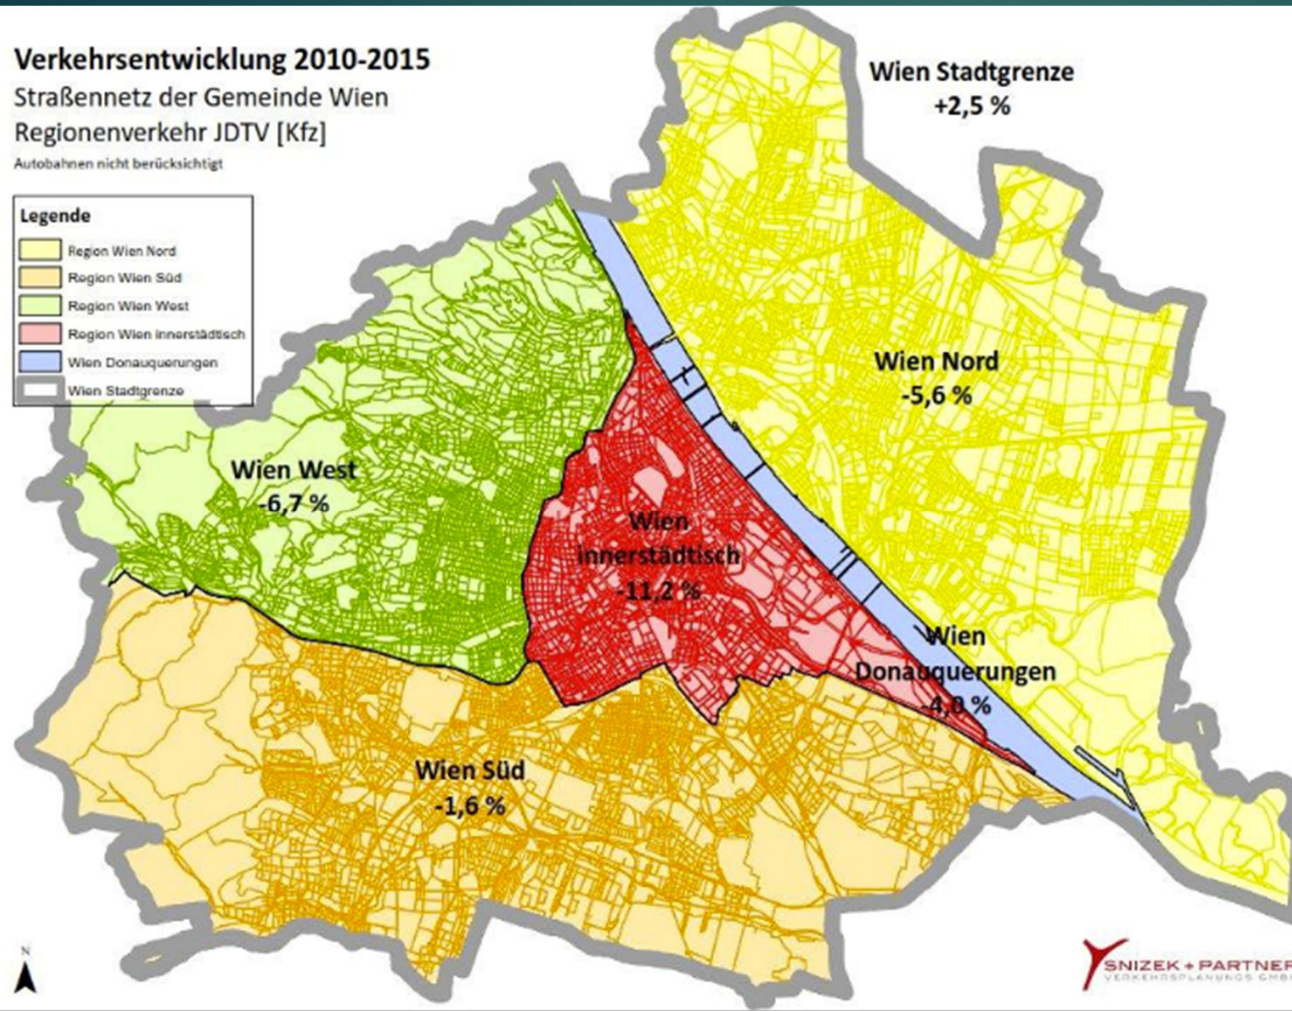 Verkehrsentwicklung 2010-2015
Straßennetz der Gemeinde Wien
Regionenverkehr JDTV [Kfz]
Autobahnen nicht berücksichtigt
Legende
Region Wien Nord
Region Wien Süd
Region Wien West
Region Wien innerstädtisch
Wien Donauquerungen
Wien Stadtgrenze
Wien Stadtgrenze
+2,5 %
Wien Nord
-5,6 %
Wien West
-6,7 %
Wien
innerstädtisch
-11,2 %
Wien
Donauquerungen
-4,0 %
Wien Süd
-1,6 %
N
SNIZEK + PARTNER
VERKEHRSPLANUNGS GMBH